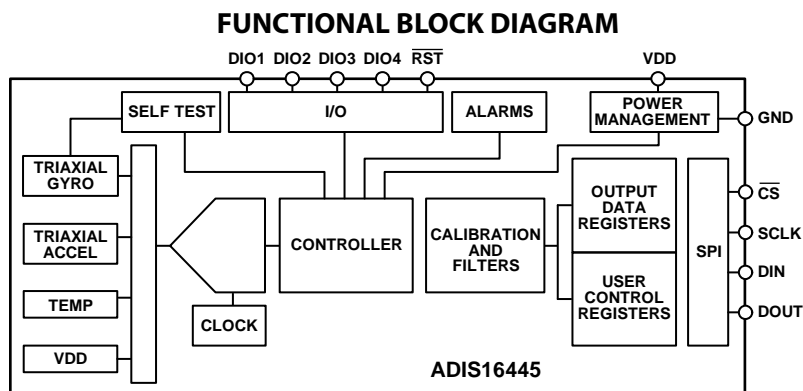 FUNCTIONAL BLOCK DIAGRAM
DIO1 DIO2 DIO3 DIO4 RST VDD
SELF TEST
I/O
ALARMS
POWER
MANAGEMENT
GND
TRIAXIAL
GYRO
TRIAXIAL
ACCEL
TEMP
VDD
CLOCK
CONTROLLER
CALIBRATION
AND
FILTERS
OUTPUT
DATA
REGISTERS
USER
CONTROL
REGISTERS
SPI
CS
SCLK
DIN
DOUT
ADIS16445